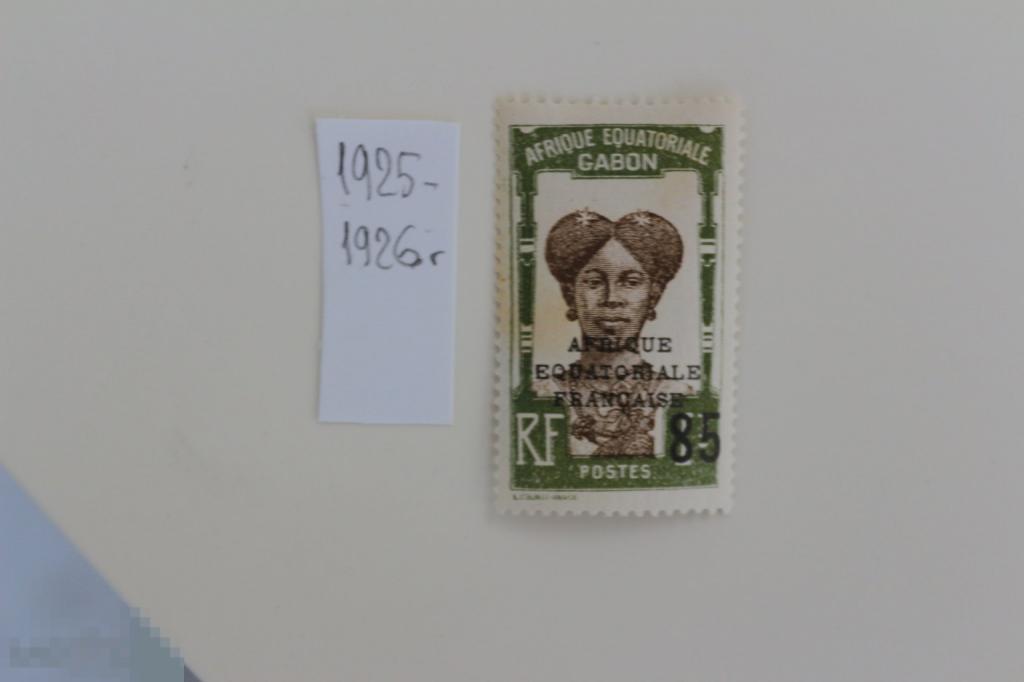 1925-
1926г
AFRIQUE EQUATORIALE
GABON
AFRIQUE
EQUATORIALE
FRANÇAISE
RF 85
POSTES